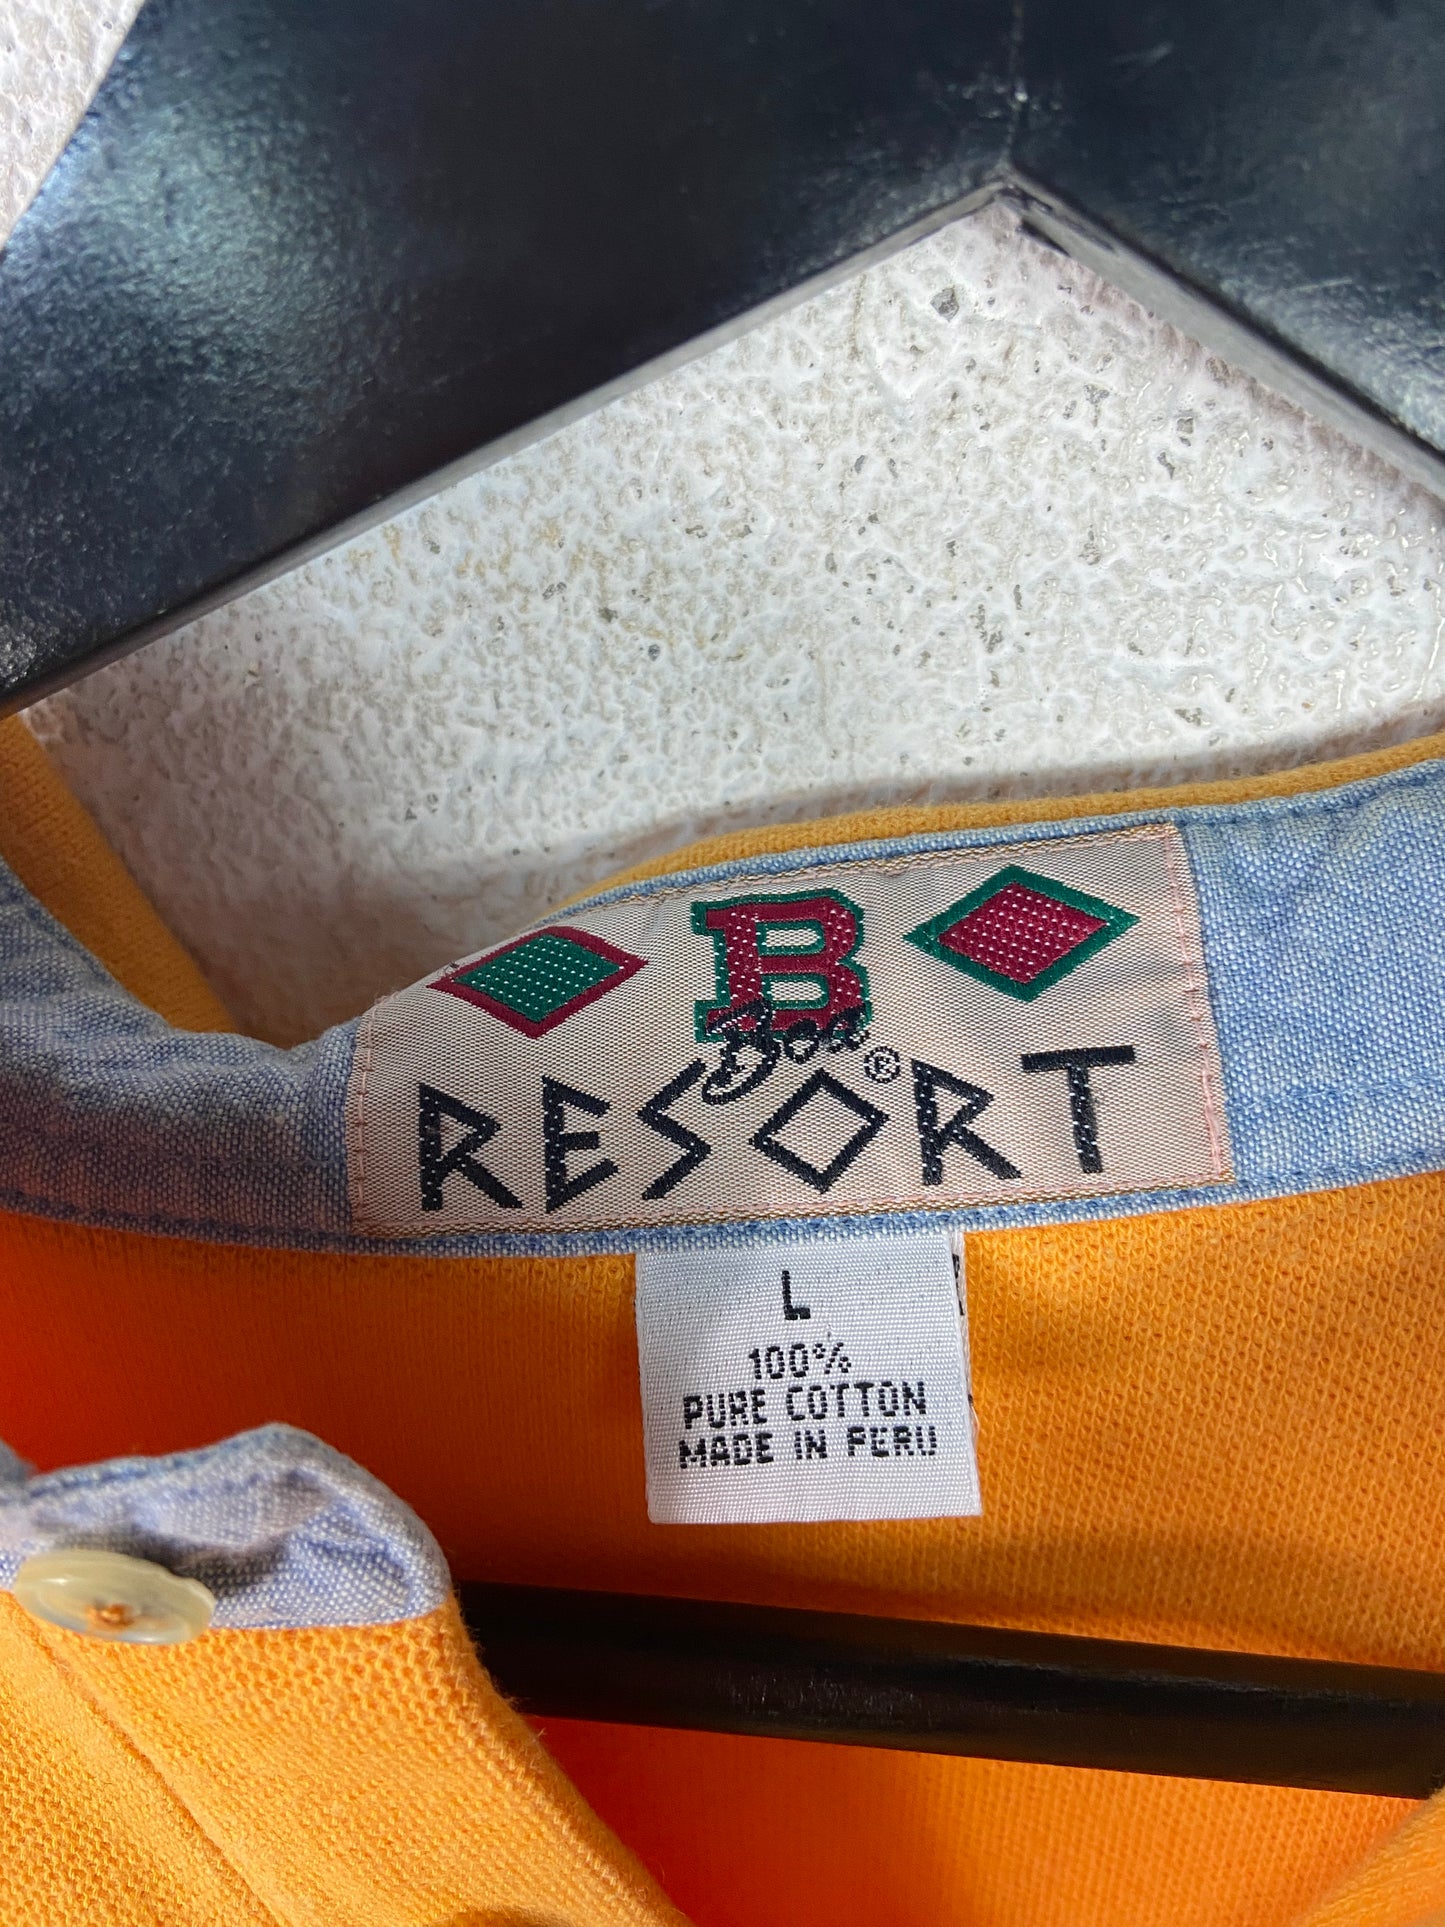 B
Boa
RESORT®
L
100%
PURE COTTON
MADE IN PERU